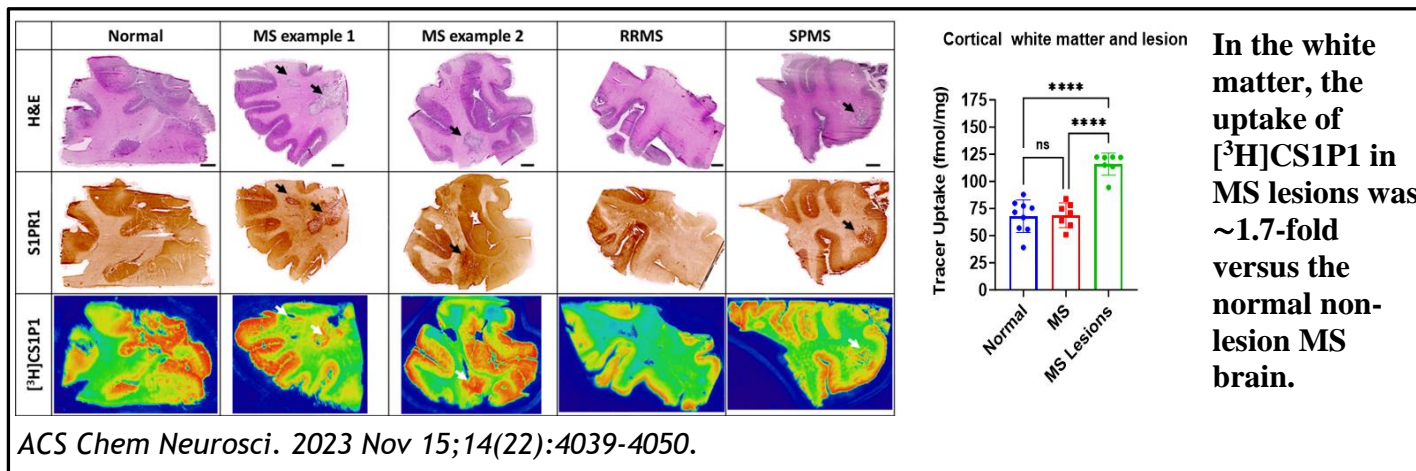 Normal
MS example 1
MS example 2
RRMS
SPMS
H&E
S1PR1
[³H]CS1P1
ACS Chem Neurosci. 2023 Nov 15;14(22):4039-4050.
Cortical white matter and lesion
Tracer Uptake (fmol/mg)
175
150
125
100
75
50
25
0
****
****
ns
Normal
MS
MS Lesions
In the white
matter, the
uptake of
[³H]CS1P1 in
MS lesions was
~1.7-fold
versus the
normal non-
lesion MS
brain.